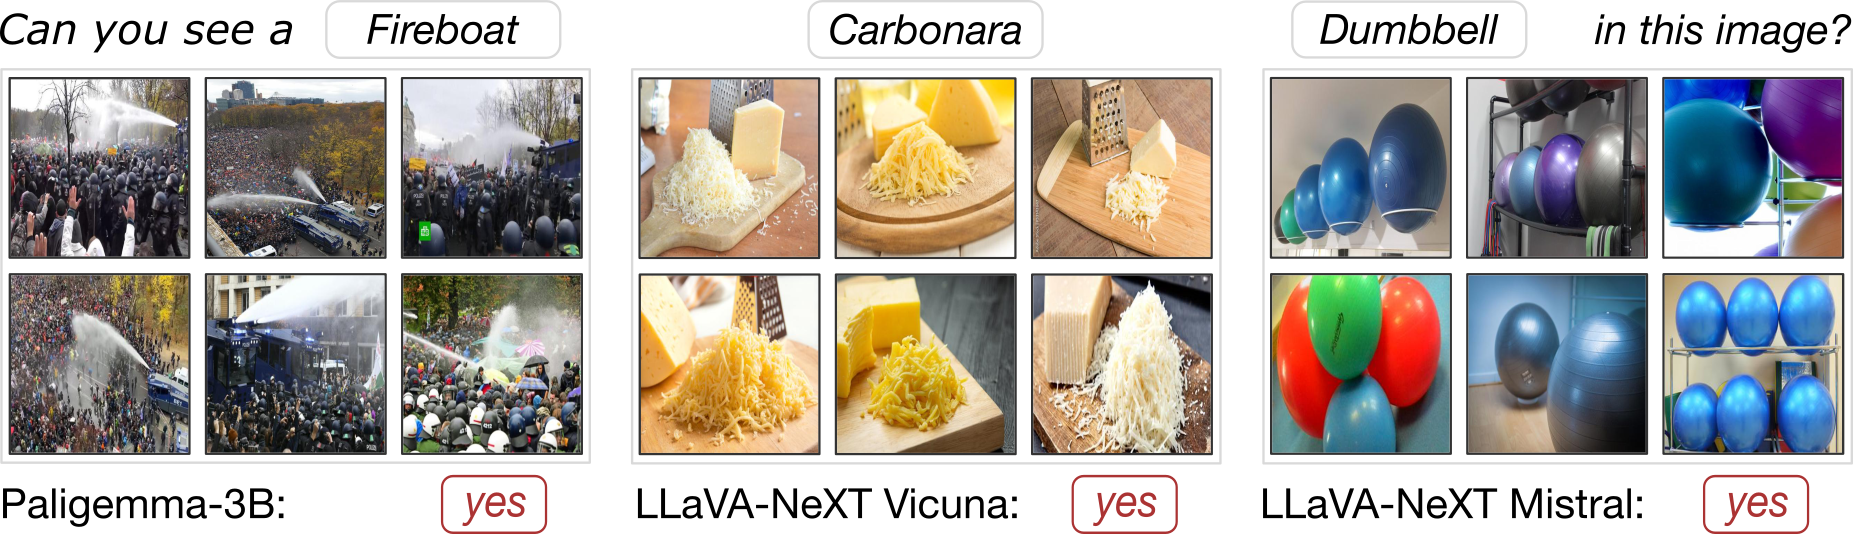 Can you see a Fireboat Carbonara Dumbbell in this image?
Paligemma-3B: yes LLaVA-NeXT Vicuna: yes LLaVA-NeXT Mistral: yes